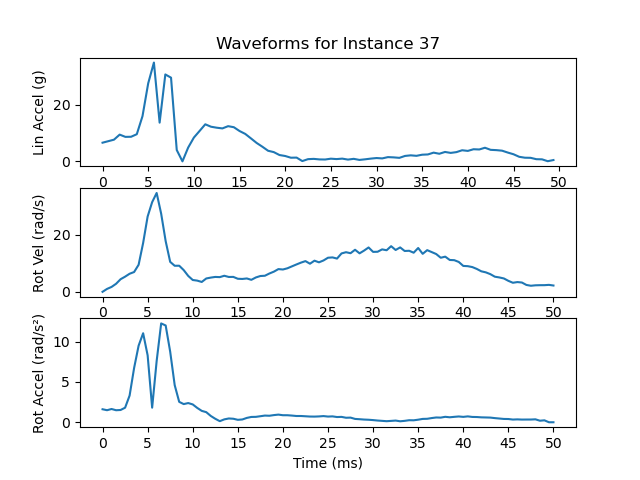 Waveforms for Instance 37
Lin Accel (g)
20
0
0 5 10 15 20 25 30 35 40 45 50
Rot Vel (rad/s)
20
0
0 5 10 15 20 25 30 35 40 45 50
Rot Accel (rad/s²)
10
5
0
0 5 10 15 20 25 30 35 40 45 50
Time (ms)